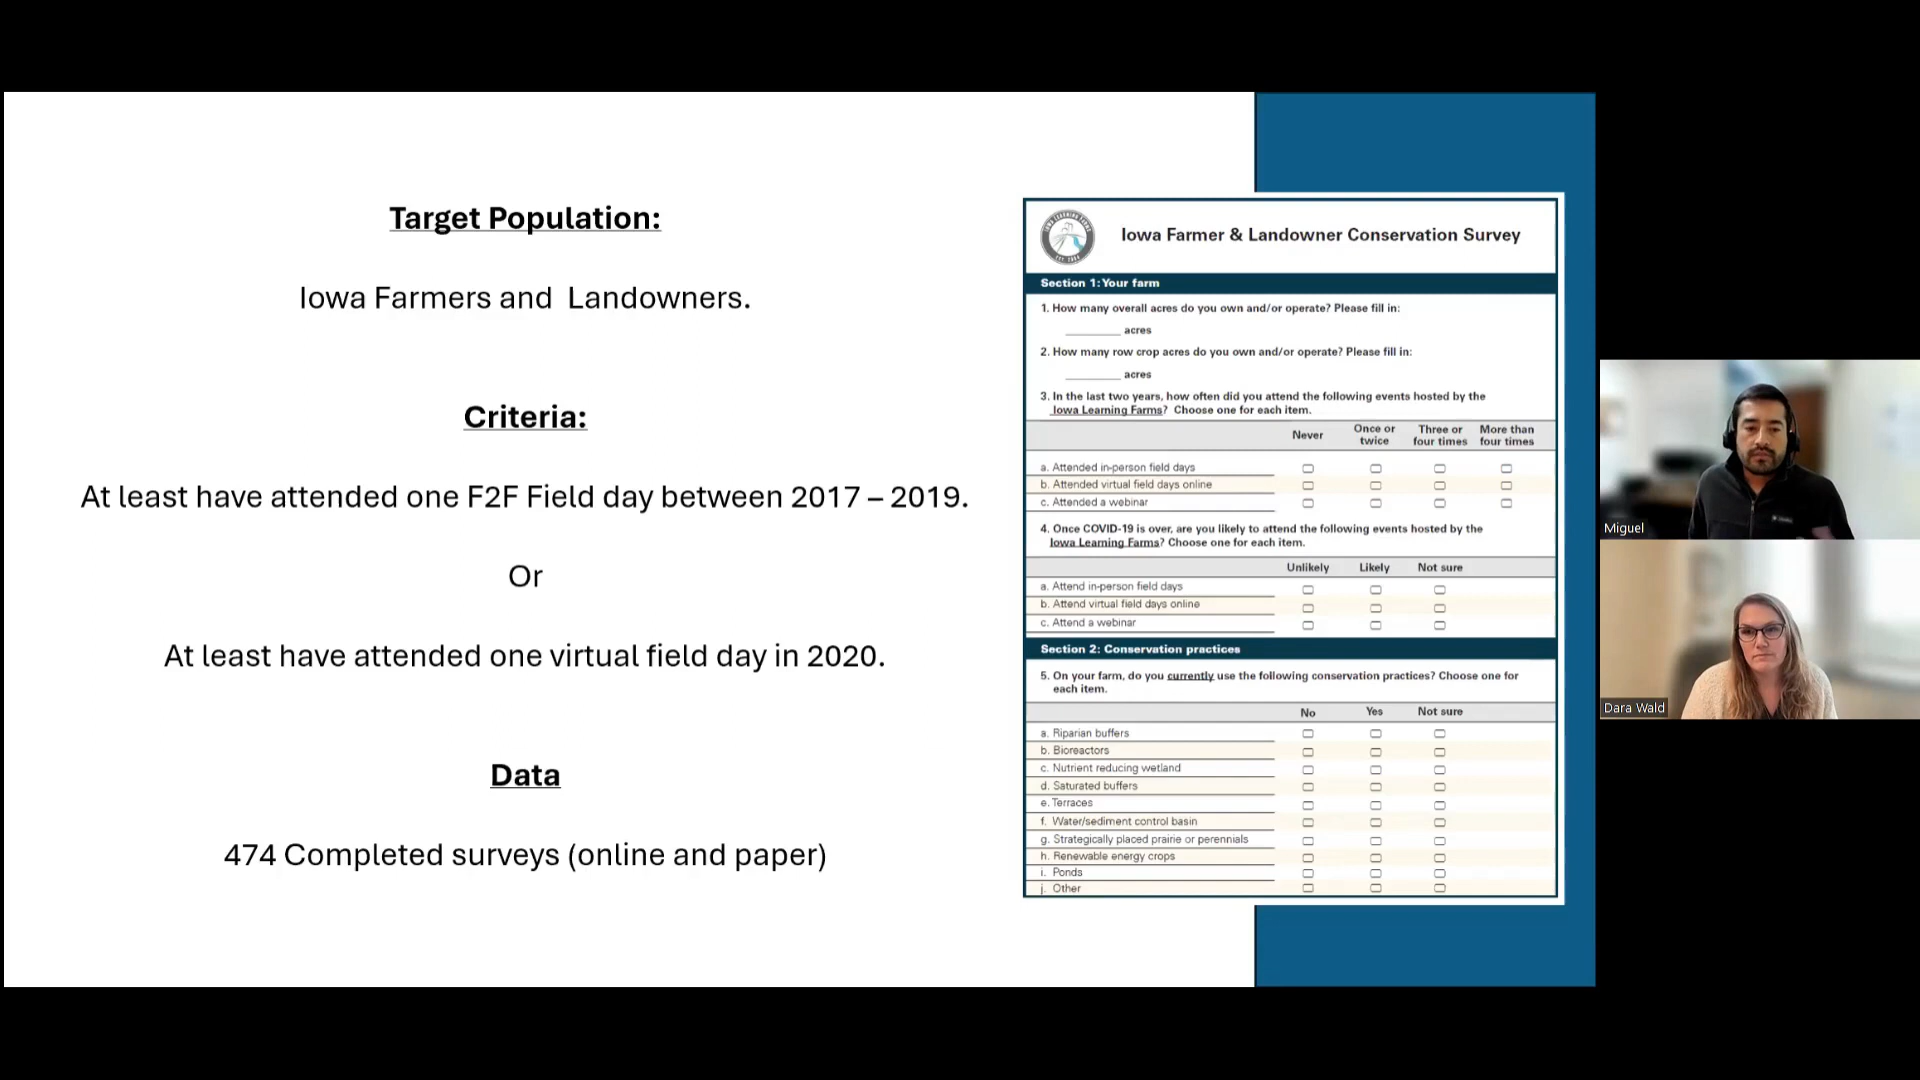 Target Population:
Iowa Farmers and Landowners.
Criteria:
At least have attended one F2F Field day between 2017 – 2019.
Or
At least have attended one virtual field day in 2020.
Data
474 Completed surveys (online and paper)
Iowa Farmer & Landowner Conservation Survey
Section 1: Your farm
1. How many overall acres do you own and/or operate? Please fill in:
________ acres
2. How many row crop acres do you own and/or operate? Please fill in:
________ acres
3. In the last two years, how often did you attend the following events hosted by the
Iowa Learning Farms? Choose one for each item.
Never Once or twice Three or four times More than four times
a. Attended in-person field days
b. Attended virtual field days online
c. Attended a webinar
4. Once COVID-19 is over, are you likely to attend the following events hosted by the
Iowa Learning Farms? Choose one for each item.
Unlikely Likely Not sure
a. Attend in-person field days
b. Attend virtual field days online
c. Attend a webinar
Section 2: Conservation practices
5. On your farm, do you currently use the following conservation practices? Choose one for
each item.
No Yes Not sure
a. Riparian buffers
b. Bioreactors
c. Nutrient reducing wetland
d. Saturated buffers
e. Terraces
f. Water/sediment control basin
g. Strategically placed prairie or perennials
h. Renewable energy crops
i. Ponds
j. Other
Miguel
Dara Wald